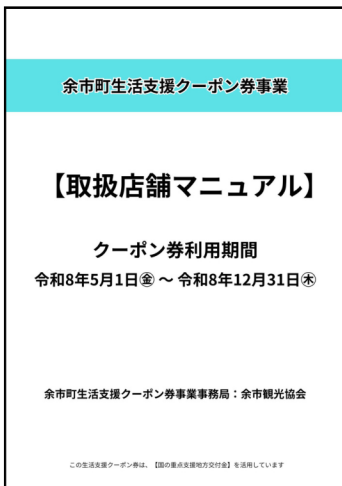 余市町生活支援クーポン券事業
【取扱店舗マニュアル】
クーポン券利用期間
令和8年5月1日㊎ ～ 令和8年12月31日㊍
余市町生活支援クーポン券事業事務局：余市観光協会
この生活支援クーポン券は、【国の重点支援地方交付金】を活用しています